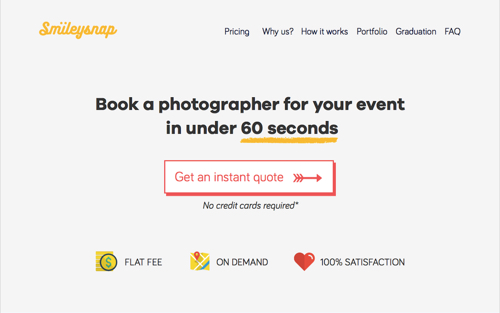 Smileysnap
Pricing Why us? How it works Portfolio Graduation FAQ
Book a photographer for your event
in under 60 seconds
Get an instant quote
No credit cards required*
FLAT FEE ON DEMAND 100% SATISFACTION